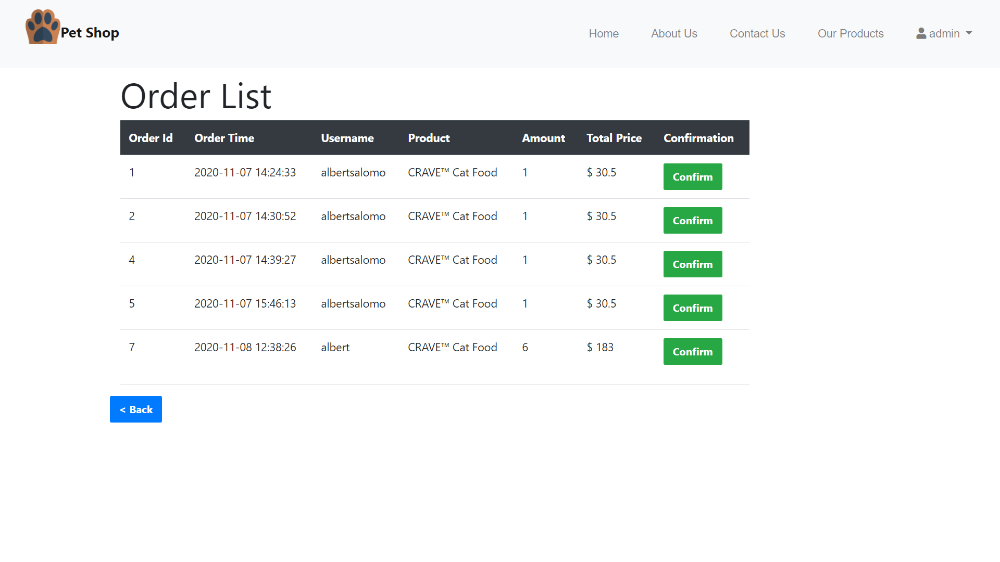 Pet Shop
Home About Us Contact Us Our Products admin
Order List
Order Id Order Time Username Product Amount Total Price Confirmation
1 2020-11-07 14:24:33 albertsalomo CRAVE™ Cat Food 1 $ 30.5 Confirm
2 2020-11-07 14:30:52 albertsalomo CRAVE™ Cat Food 1 $ 30.5 Confirm
4 2020-11-07 14:39:27 albertsalomo CRAVE™ Cat Food 1 $ 30.5 Confirm
5 2020-11-07 15:46:13 albertsalomo CRAVE™ Cat Food 1 $ 30.5 Confirm
7 2020-11-08 12:38:26 albert CRAVE™ Cat Food 6 $ 183 Confirm
< Back